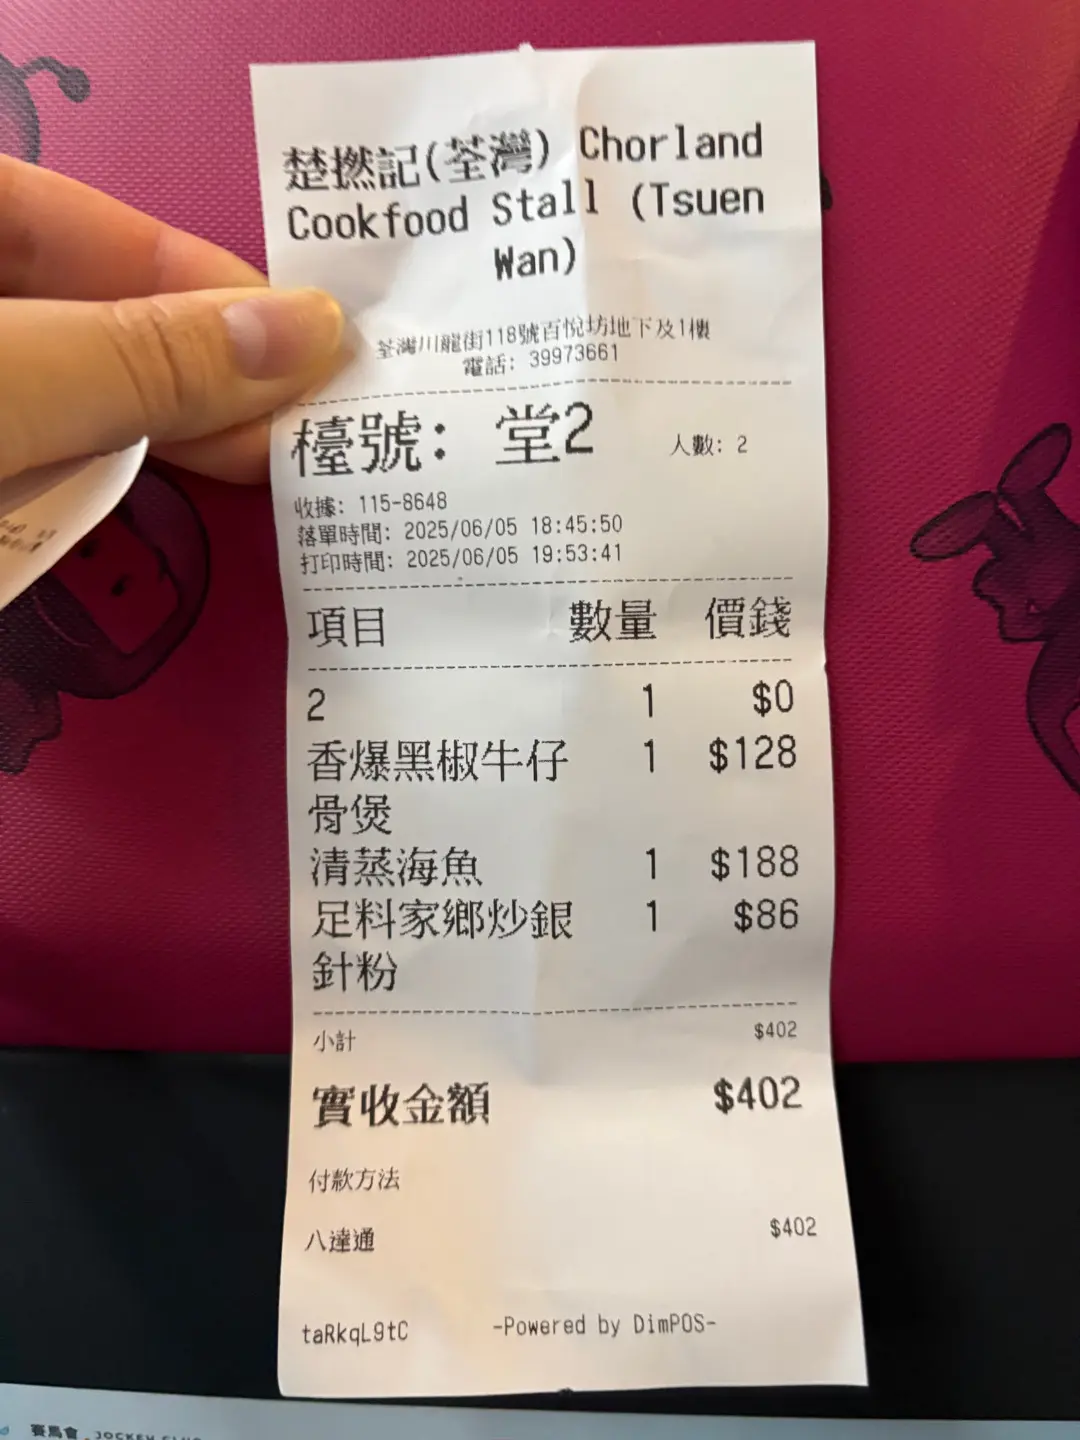 楚撚記(荃灣) Chorland
Cookfood Stall (Tsuen
Wan)
荃灣川龍街118號百悅坊地下及1樓
電話: 39973661
檯號: 堂2 人數: 2
收據: 115-8648
落單時間: 2025/06/05 18:45:50
打印時間: 2025/06/05 19:53:41
項目 數量 價錢
2 1 $0
香爆黑椒牛仔 1 $128
骨煲
清蒸海魚 1 $188
足料家鄉炒銀 1 $86
針粉
小計 $402
實收金額 $402
付款方法
八達通 $402
taRkqL9tC -Powered by DimPOS-
賽馬會 JOCKEY CLUB